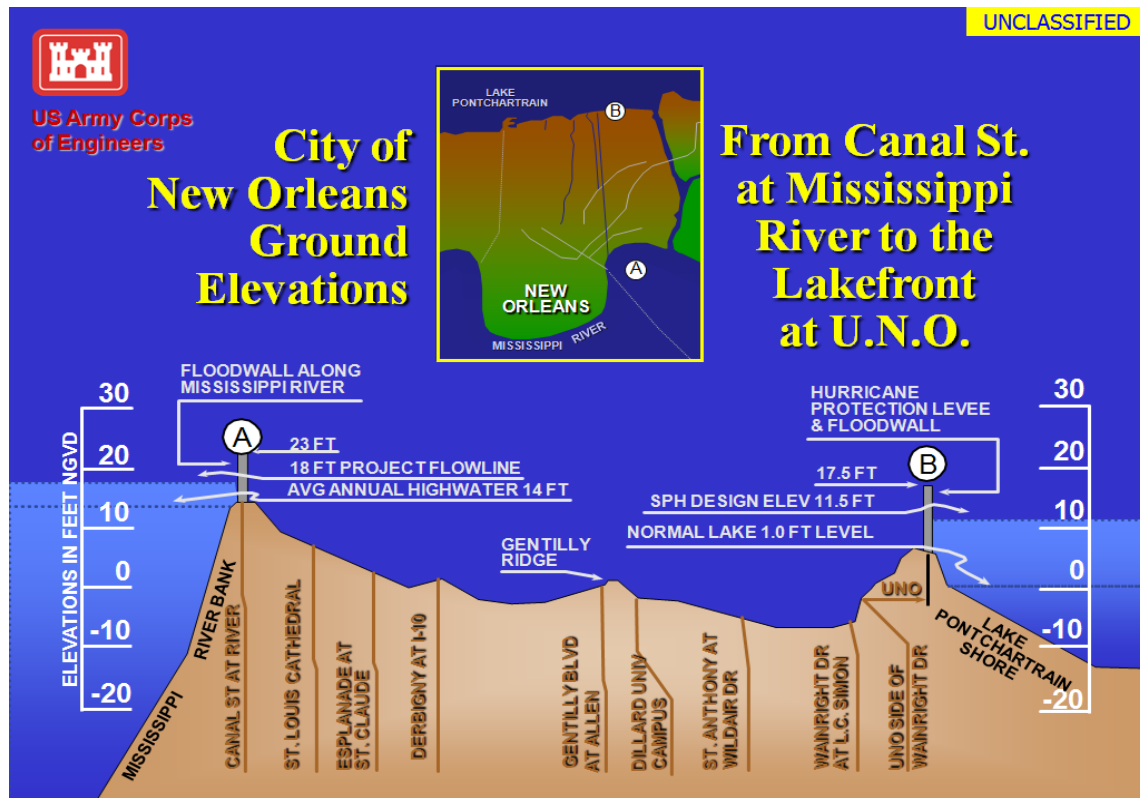 UNCLASSIFIED
US Army Corps
of Engineers
City of
New Orleans
Ground
Elevations
LAKE
PONTCHARTRAIN
B
A
NEW
ORLEANS
MISSISSIPPI RIVER
From Canal St.
at Mississippi
River to the
Lakefront
at U.N.O.
FLOODWALL ALONG
MISSISSIPPI RIVER
30
20
10
0
-10
-20
ELEVATIONS IN FEET NGVD
A
23 FT
18 FT PROJECT FLOWLINE
AVG ANNUAL HIGHWATER 14 FT
GENTILLY
RIDGE
HURRICANE
PROTECTION LEVEE
& FLOODWALL
B
17.5 FT
SPH DESIGN ELEV 11.5 FT
NORMAL LAKE 1.0 FT LEVEL
30
20
10
0
-10
-20
MISSISSIPPI RIVER BANK
CANAL ST AT RIVER
ST. LOUIS CATHEDRAL
ESPLANADE AT
ST. CLAUDE
DERBIGNY AT I-10
GENTILLY BLVD
AT ALLEN
DILLARD UNIV
CAMPUS
ST. ANTHONY AT
WILDAIR DR
WAINRIGHT DR
AT L.C. SIMON
UNO
UNO SIDE OF
WAINRIGHT DR
LAKE
PONTCHARTRAIN
SHORE